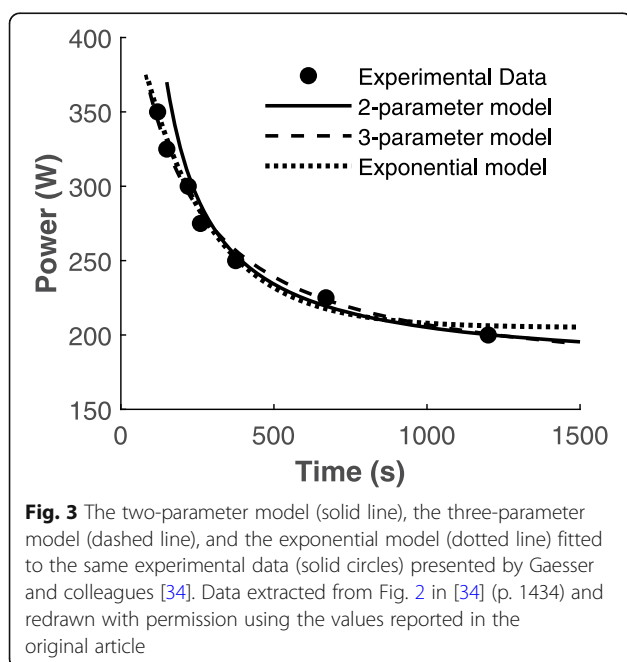 400
350
300
250
200
150
Power (W)
Experimental Data
2-parameter model
3-parameter model
Exponential model
0
500
1000
1500
Time (s)
Fig. 3 The two-parameter model (solid line), the three-parameter
model (dashed line), and the exponential model (dotted line) fitted
to the same experimental data (solid circles) presented by Gaesser
and colleagues [34]. Data extracted from Fig. 2 in [34] (p. 1434) and
redrawn with permission using the values reported in the
original article